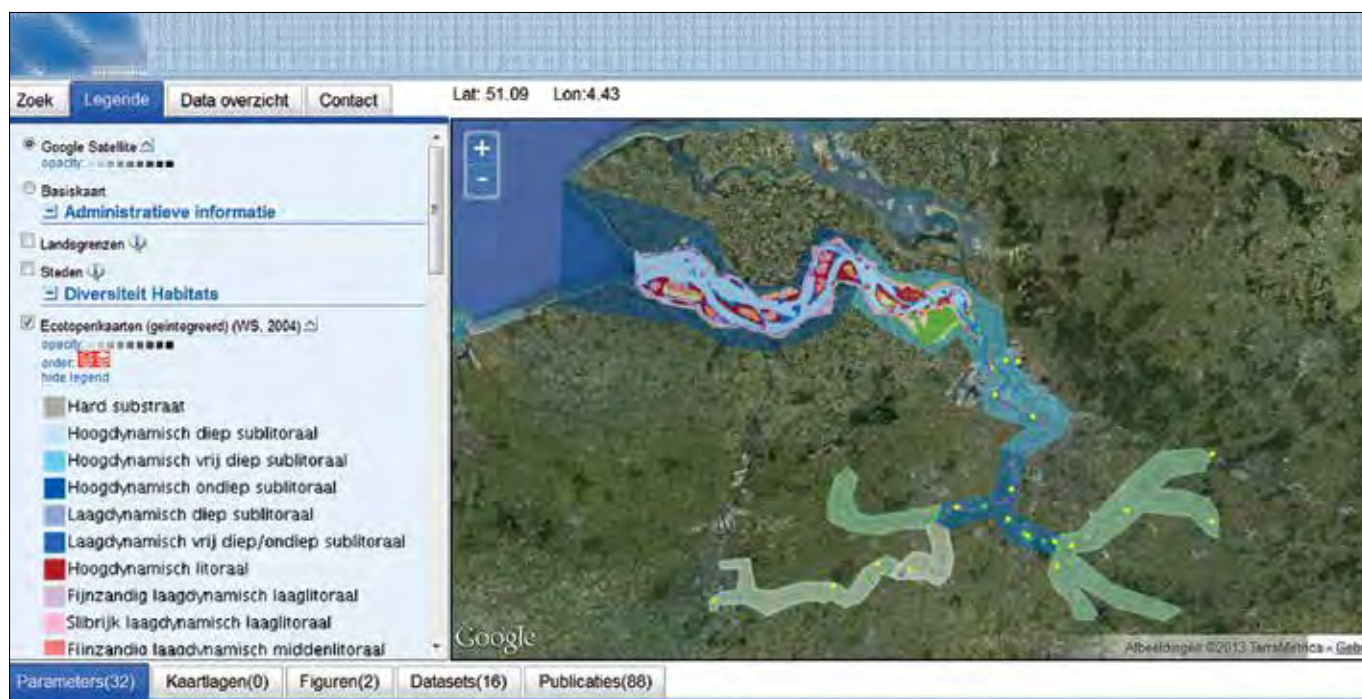 Zoek Legende Data overzicht Contact Lat: 51.09 Lon:4.43
Google Satellite
opacity:
Basiskaart
Administratieve informatie
Landsgrenzen
Steden
Diversiteit Habitats
Ecotopenkaarten (geintegreerd) (WS, 2004)
opacity:
order:
hide legend
Hard substraat
Hoogdynamisch diep sublitoraal
Hoogdynamisch vrij diep sublitoraal
Hoogdynamisch ondiep sublitoraal
Laagdynamisch diep sublitoraal
Laagdynamisch vrij diep/ondiep sublitoraal
Hoogdynamisch litoraal
Fijnzandig laagdynamisch laaglitoraal
Slibrijk laagdynamisch laaglitoraal
Fijnzandig laagdynamisch middenlitoraal
+
-
Google
Afbeeldingen ©2013 TerraMetrics - Geb
Parameters(32) Kaartlagen(0) Figuren(2) Datasets(16) Publicaties(88)